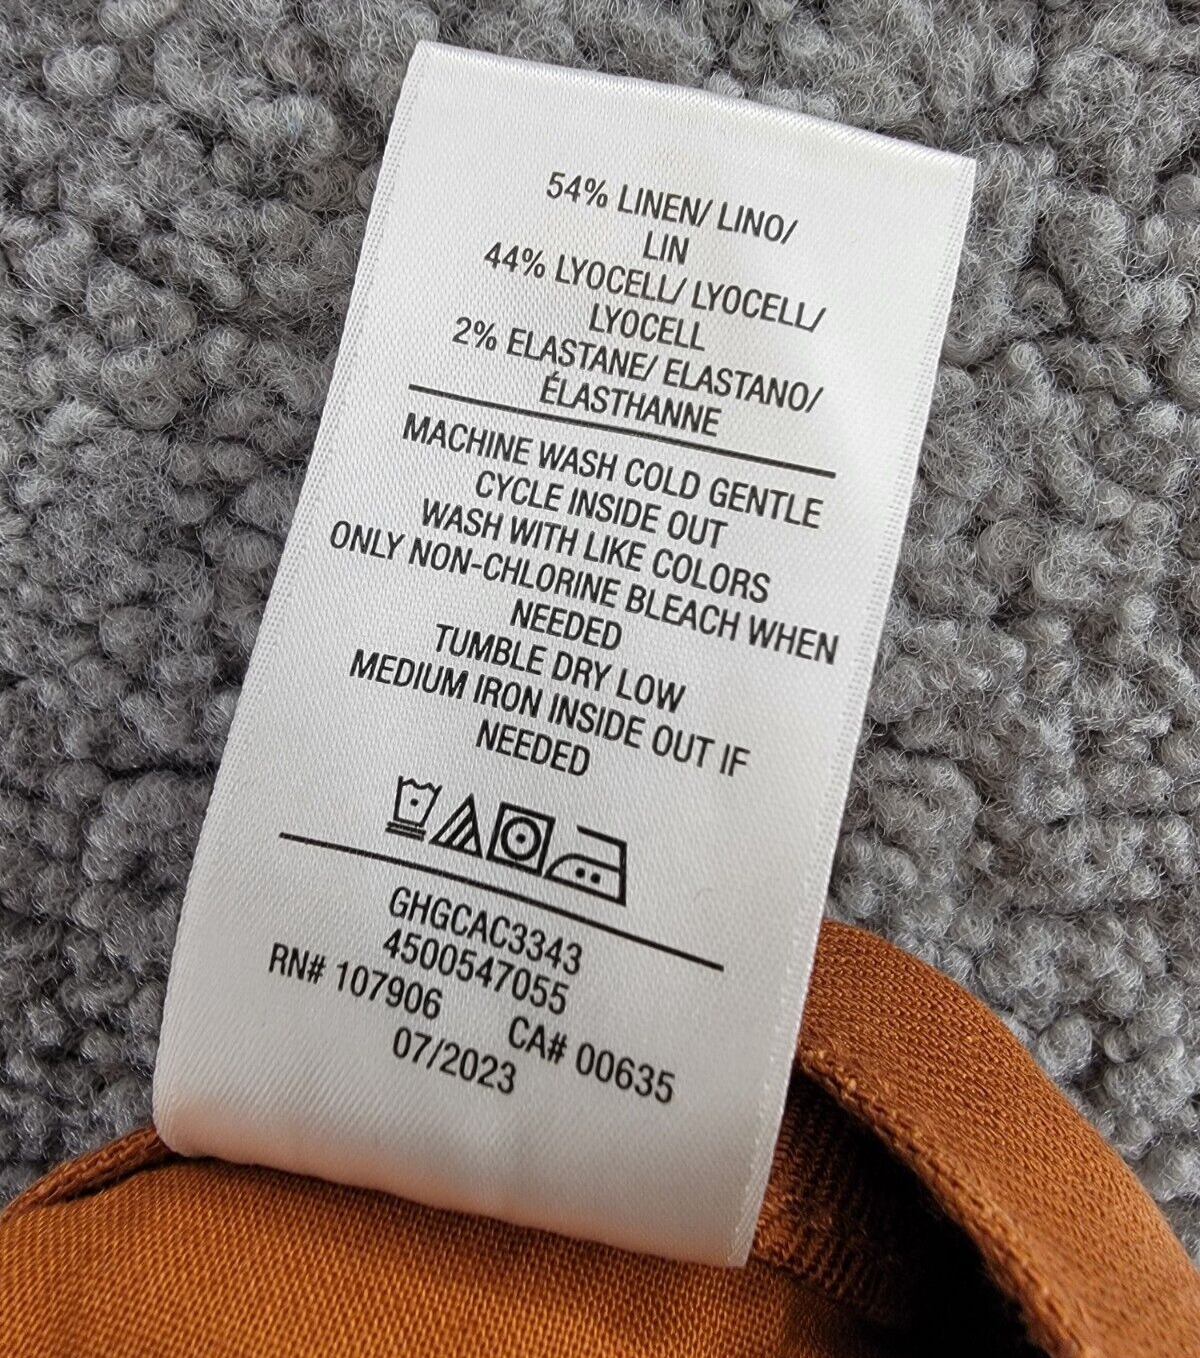 54% LINEN/ LINO/
LIN
44% LYOCELL/ LYOCELL/
LYOCELL
2% ELASTANE/ ELASTANO/
ÉLASTHANNE
MACHINE WASH COLD GENTLE
CYCLE INSIDE OUT
WASH WITH LIKE COLORS
ONLY NON-CHLORINE BLEACH WHEN
NEEDED
TUMBLE DRY LOW
MEDIUM IRON INSIDE OUT IF
NEEDED
GHGCAC3343
4500547055
RN# 107906 CA# 00635
07/2023